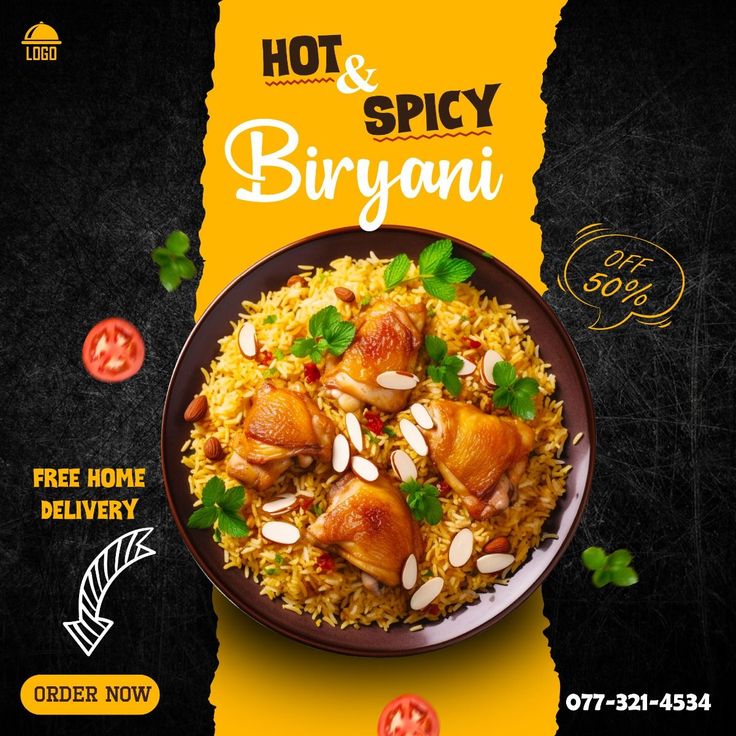 LOGO
HOT
&
SPICY
Biryani
OFF
50%
FREE HOME
DELIVERY
ORDER NOW
077-321-4534